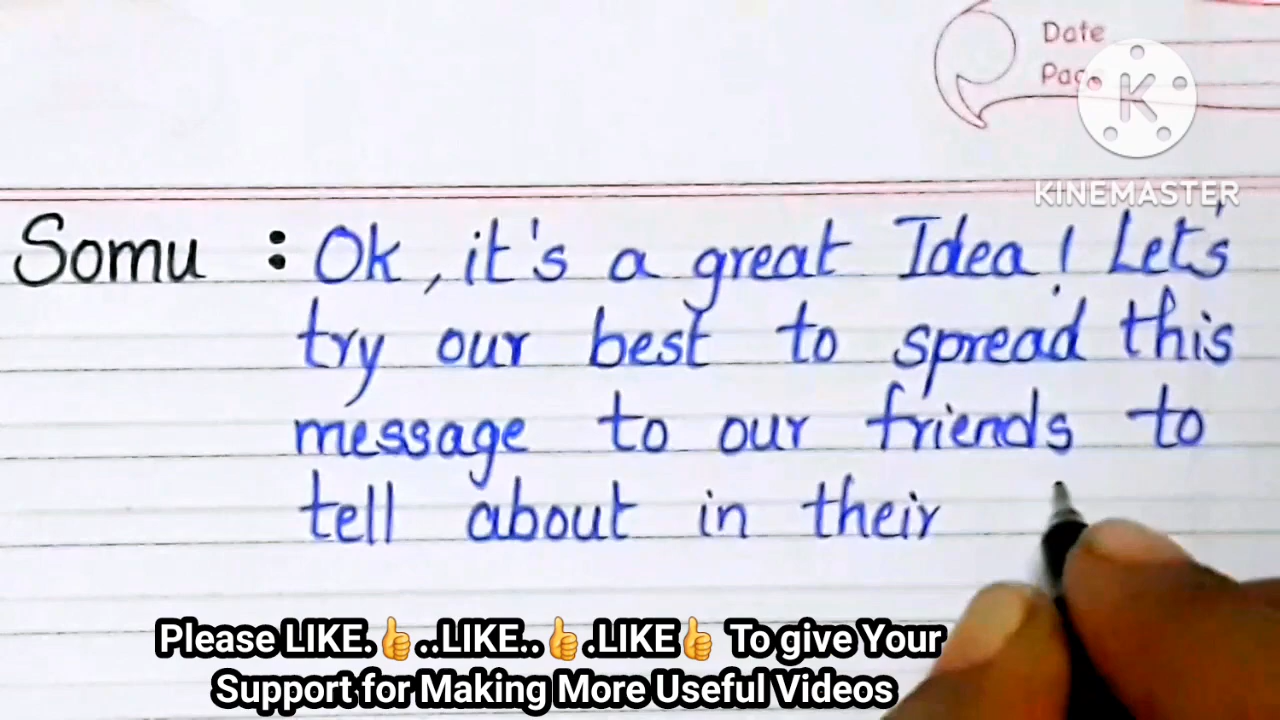 Date
Page
KINEMASTER
Somu : Ok, it's a great Idea! Let's
try our best to spread this
message to our friends to
tell about in their
Please LIKE.👍..LIKE..👍.LIKE👍 To give Your
Support for Making More Useful Videos